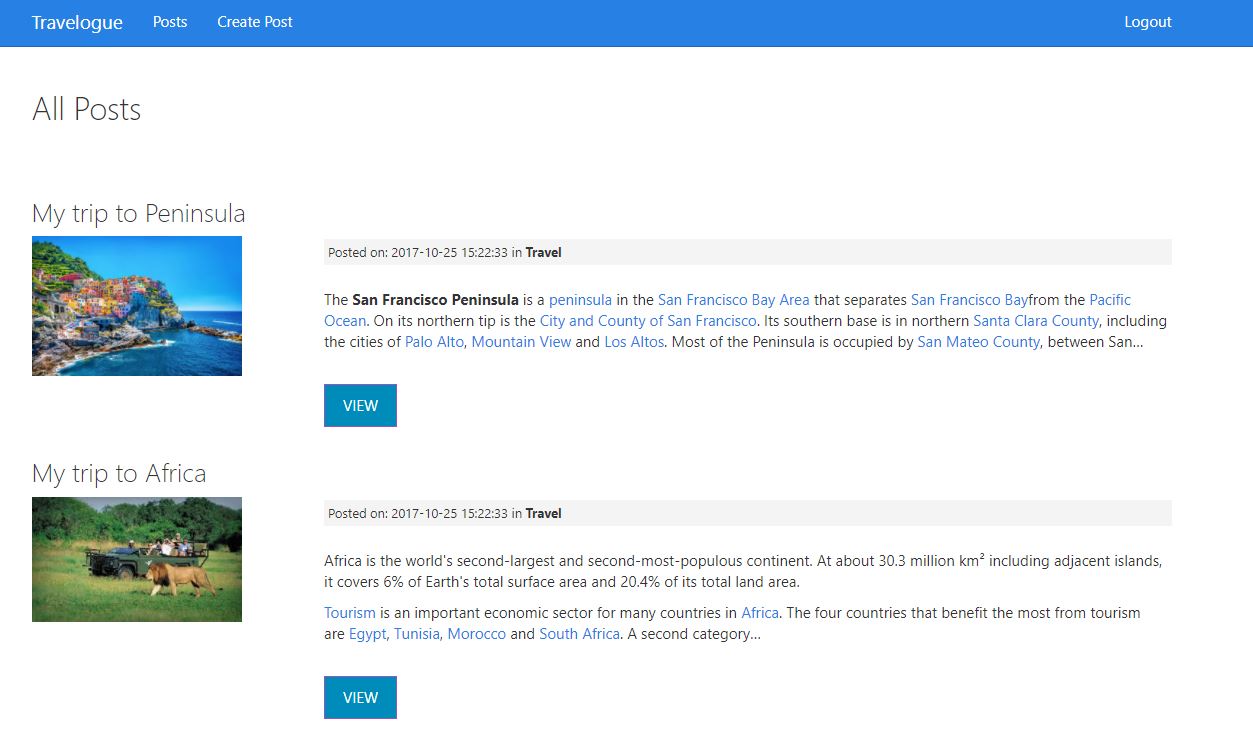 Travelogue Posts Create Post Logout
All Posts
My trip to Peninsula
Posted on: 2017-10-25 15:22:33 in Travel
The San Francisco Peninsula is a peninsula in the San Francisco Bay Area that separates San Francisco Bayfrom the Pacific
Ocean. On its northern tip is the City and County of San Francisco. Its southern base is in northern Santa Clara County, including
the cities of Palo Alto, Mountain View and Los Altos. Most of the Peninsula is occupied by San Mateo County, between San...
VIEW
My trip to Africa
Posted on: 2017-10-25 15:22:33 in Travel
Africa is the world's second-largest and second-most-populous continent. At about 30.3 million km² including adjacent islands,
it covers 6% of Earth's total surface area and 20.4% of its total land area.
Tourism is an important economic sector for many countries in Africa. The four countries that benefit the most from tourism
are Egypt, Tunisia, Morocco and South Africa. A second category...
VIEW